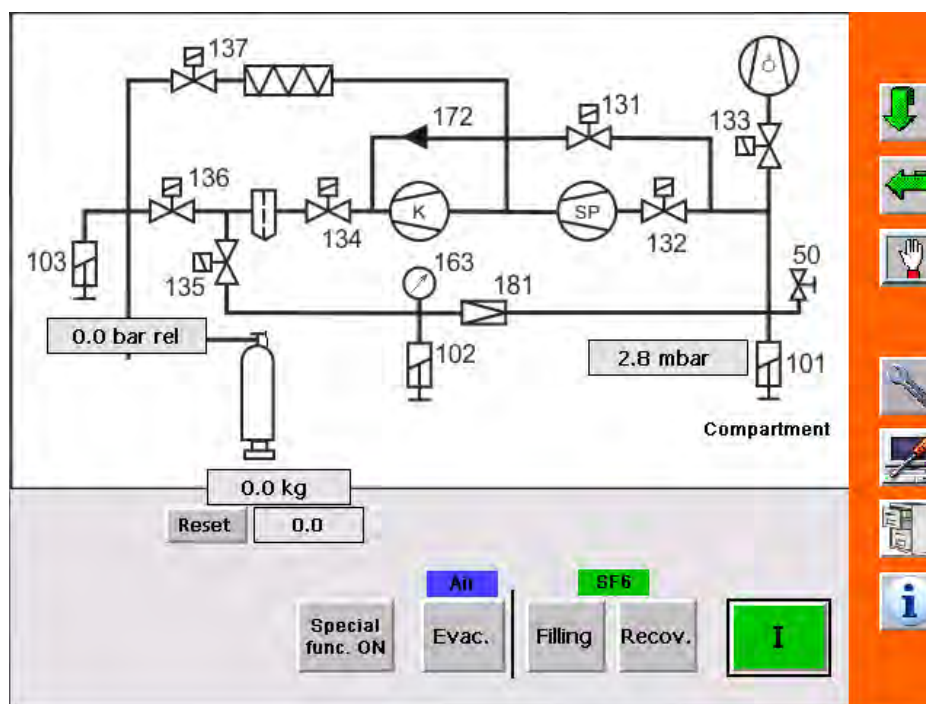 137
172
131
133
136
K
SP
134
132
103
135
163
181
50
0.0 bar rel
102
2.8 mbar
101
Compartment
0.0 kg
Reset
0.0
Air
SF6
Special
func. ON
Evac.
Filling
Recov.
I
i